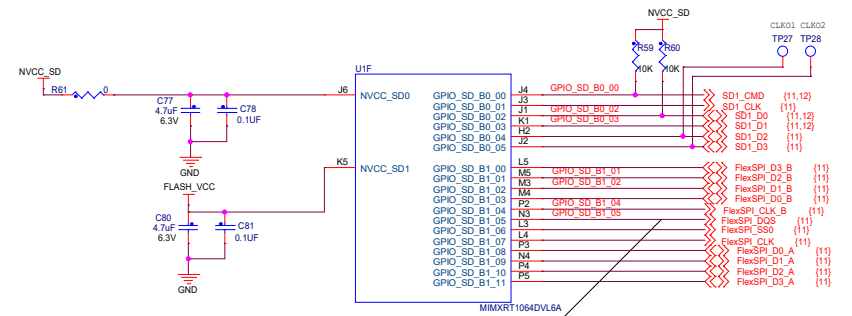 NVCC_SD
CLKO1 CLKO2
TP27 TP28
R59 R60
10K 10K
NVCC_SD
R61 0
U1F
C77
4.7uF
6.3V
C78
0.1UF
GND
J6 NVCC_SD0
K5 NVCC_SD1
FLASH_VCC
C80
4.7uF
6.3V
C81
0.1UF
GND
GPIO_SD_B0_00 J4 GPIO_SD_B0_00 SD1_CMD {11,12}
GPIO_SD_B0_01 J3 SD1_CLK {11}
GPIO_SD_B0_02 J1 GPIO_SD_B0_02 SD1_D0 {11,12}
GPIO_SD_B0_03 K1 GPIO_SD_B0_03 SD1_D1 {11,12}
GPIO_SD_B0_04 H2 SD1_D2 {11}
GPIO_SD_B0_05 J2 SD1_D3 {11}
GPIO_SD_B1_00 L5 FlexSPI_D3_B {11}
GPIO_SD_B1_01 M5 GPIO_SD_B1_01 FlexSPI_D2_B {11}
GPIO_SD_B1_02 M3 GPIO_SD_B1_02 FlexSPI_D1_B {11}
GPIO_SD_B1_03 M4 FlexSPI_D0_B {11}
GPIO_SD_B1_04 P2 GPIO_SD_B1_04 FlexSPI_CLK_B {11}
GPIO_SD_B1_05 N3 GPIO_SD_B1_05 FlexSPI_DQS {11}
GPIO_SD_B1_06 L3 FlexSPI_SS0 {11}
GPIO_SD_B1_07 L4 FlexSPI_CLK {11}
GPIO_SD_B1_08 P3 FlexSPI_D0_A {11}
GPIO_SD_B1_09 N4 FlexSPI_D1_A {11}
GPIO_SD_B1_10 P4 FlexSPI_D2_A {11}
GPIO_SD_B1_11 P5 FlexSPI_D3_A {11}
MIMXRT1064DVL6A